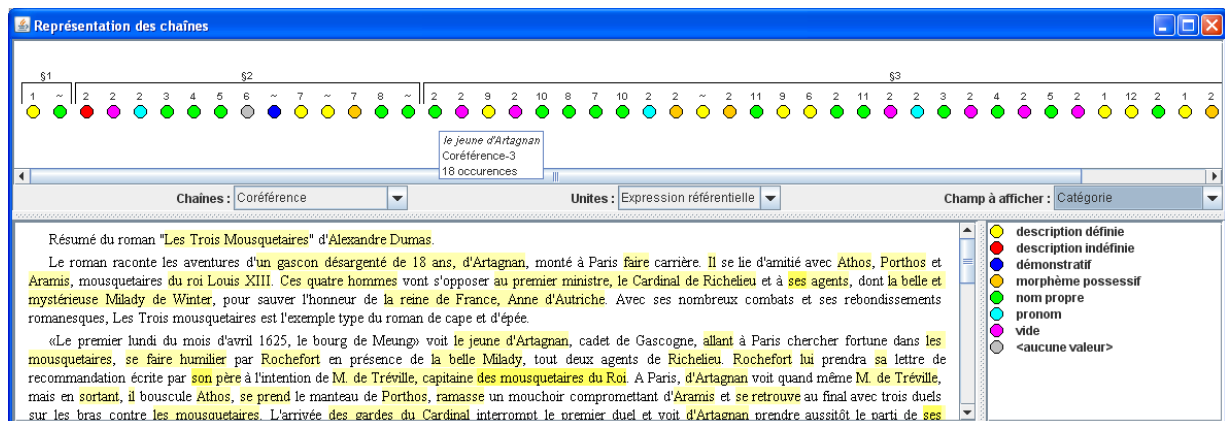 Représentation des chaînes
§1 §2 §3
1 ~ 2 2 2 3 4 5 6 ~ 7 ~ 7 8 ~ 2 2 9 2 10 8 7 10 2 2 ~ 2 11 9 6 2 11 2 2 3 2 4 2 5 2 1 12 2 1 2
le jeune d'Artagnan
Coréférence-3
18 occurences
Chaînes : Coréférence Unites : Expression référentielle Champ à afficher : Catégorie
Résumé du roman "Les Trois Mousquetaires" d'Alexandre Dumas.
Le roman raconte les aventures d'un gascon désargenté de 18 ans, d'Artagnan, monté à Paris faire carrière. Il se lie d'amitié avec Athos, Porthos et
Aramis, mousquetaires du roi Louis XIII. Ces quatre hommes vont s'opposer au premier ministre, le Cardinal de Richelieu et à ses agents, dont la belle et
mystérieuse Milady de Winter, pour sauver l'honneur de la reine de France, Anne d'Autriche. Avec ses nombreux combats et ses rebondissements
romanesques, Les Trois mousquetaires est l'exemple type du roman de cape et d'épée.
«Le premier lundi du mois d'avril 1625, le bourg de Meung» voit le jeune d'Artagnan, cadet de Gascogne, allant à Paris chercher fortune dans les
mousquetaires, se faire humilier par Rochefort en présence de la belle Milady, tout deux agents de Richelieu. Rochefort lui prendra sa lettre de
recommandation écrite par son père à l'intention de M. de Tréville, capitaine des mousquetaires du Roi. A Paris, d'Artagnan voit quand même M. de Tréville,
mais en sortant, il bouscule Athos, se prend le manteau de Porthos, ramasse un mouchoir compromettant d'Aramis et se retrouve au final avec trois duels
sur les bras contre les mousquetaires. L'arrivée des gardes du Cardinal interrompt le premier duel et voit d'Artagnan prendre aussitôt le parti de ses
description définie
description indéfinie
démonstratif
morphème possessif
nom propre
pronom
vide
<aucune valeur>